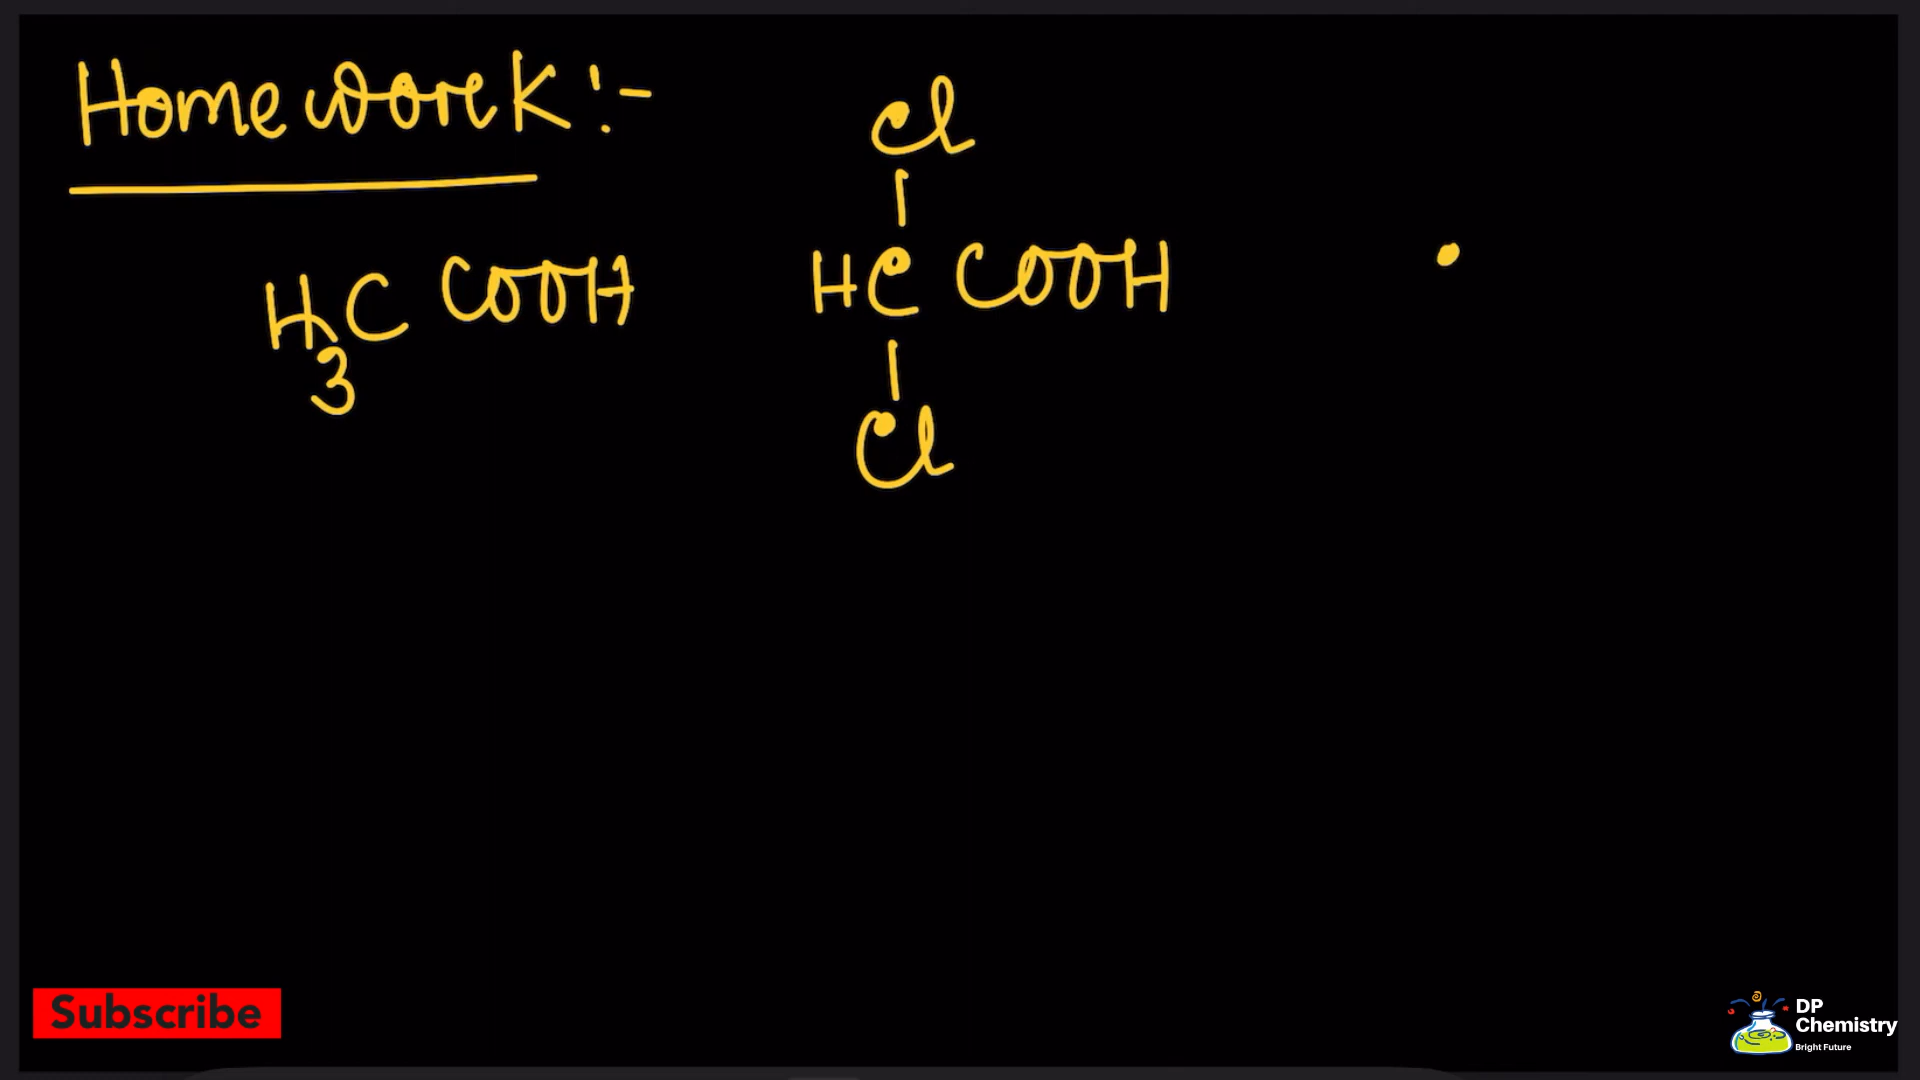 Homework :-
Cl
|
H3C COOH HC COOH
|
Cl
Subscribe
DP
Chemistry
Bright Future